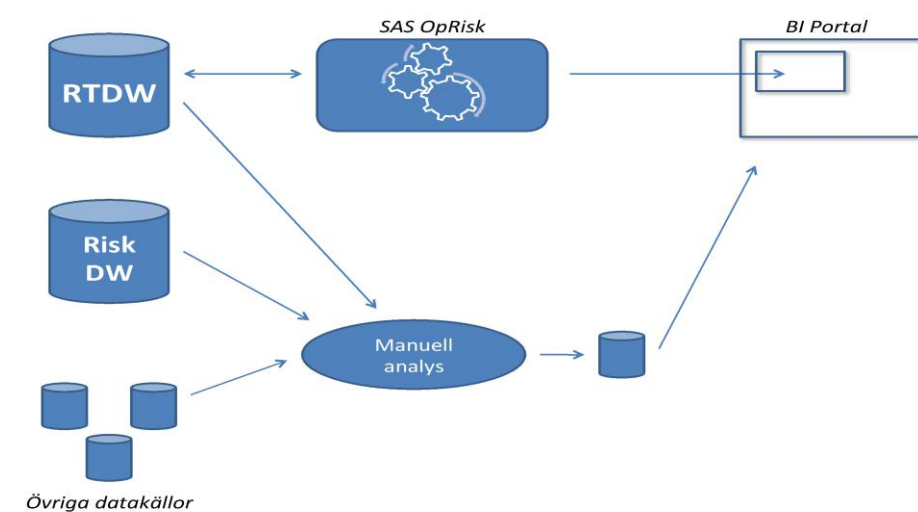 SAS OpRisk
BI Portal
RTDW
Risk
DW
Manuell
analys
Övriga datakällor